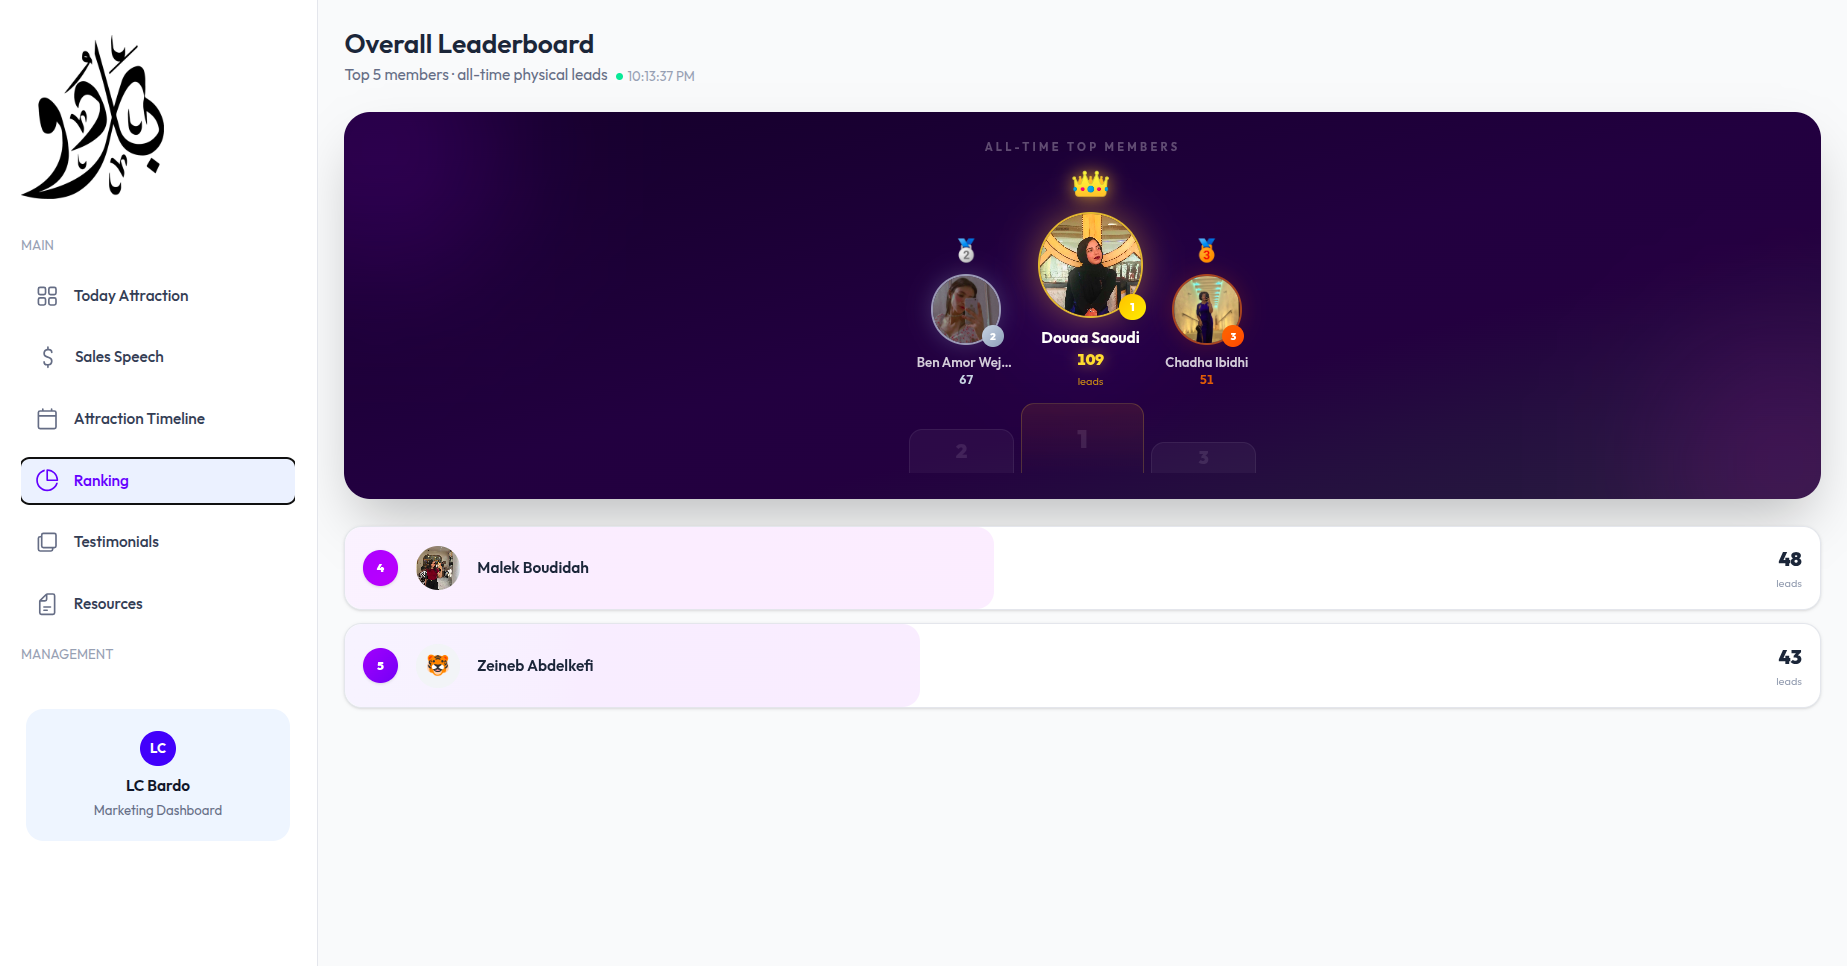 باردو
MAIN
Today Attraction
Sales Speech
Attraction Timeline
Ranking
Testimonials
Resources
MANAGEMENT
LC
LC Bardo
Marketing Dashboard
Overall Leaderboard
Top 5 members · all-time physical leads 10:13:37 PM
ALL-TIME TOP MEMBERS
2
2
Ben Amor Wej...
67
1
Douaa Saoudi
109
leads
3
3
Chadha Ibidhi
51
2
1
3
4 Malek Boudidah 48
leads
5 Zeineb Abdelkefi 43
leads